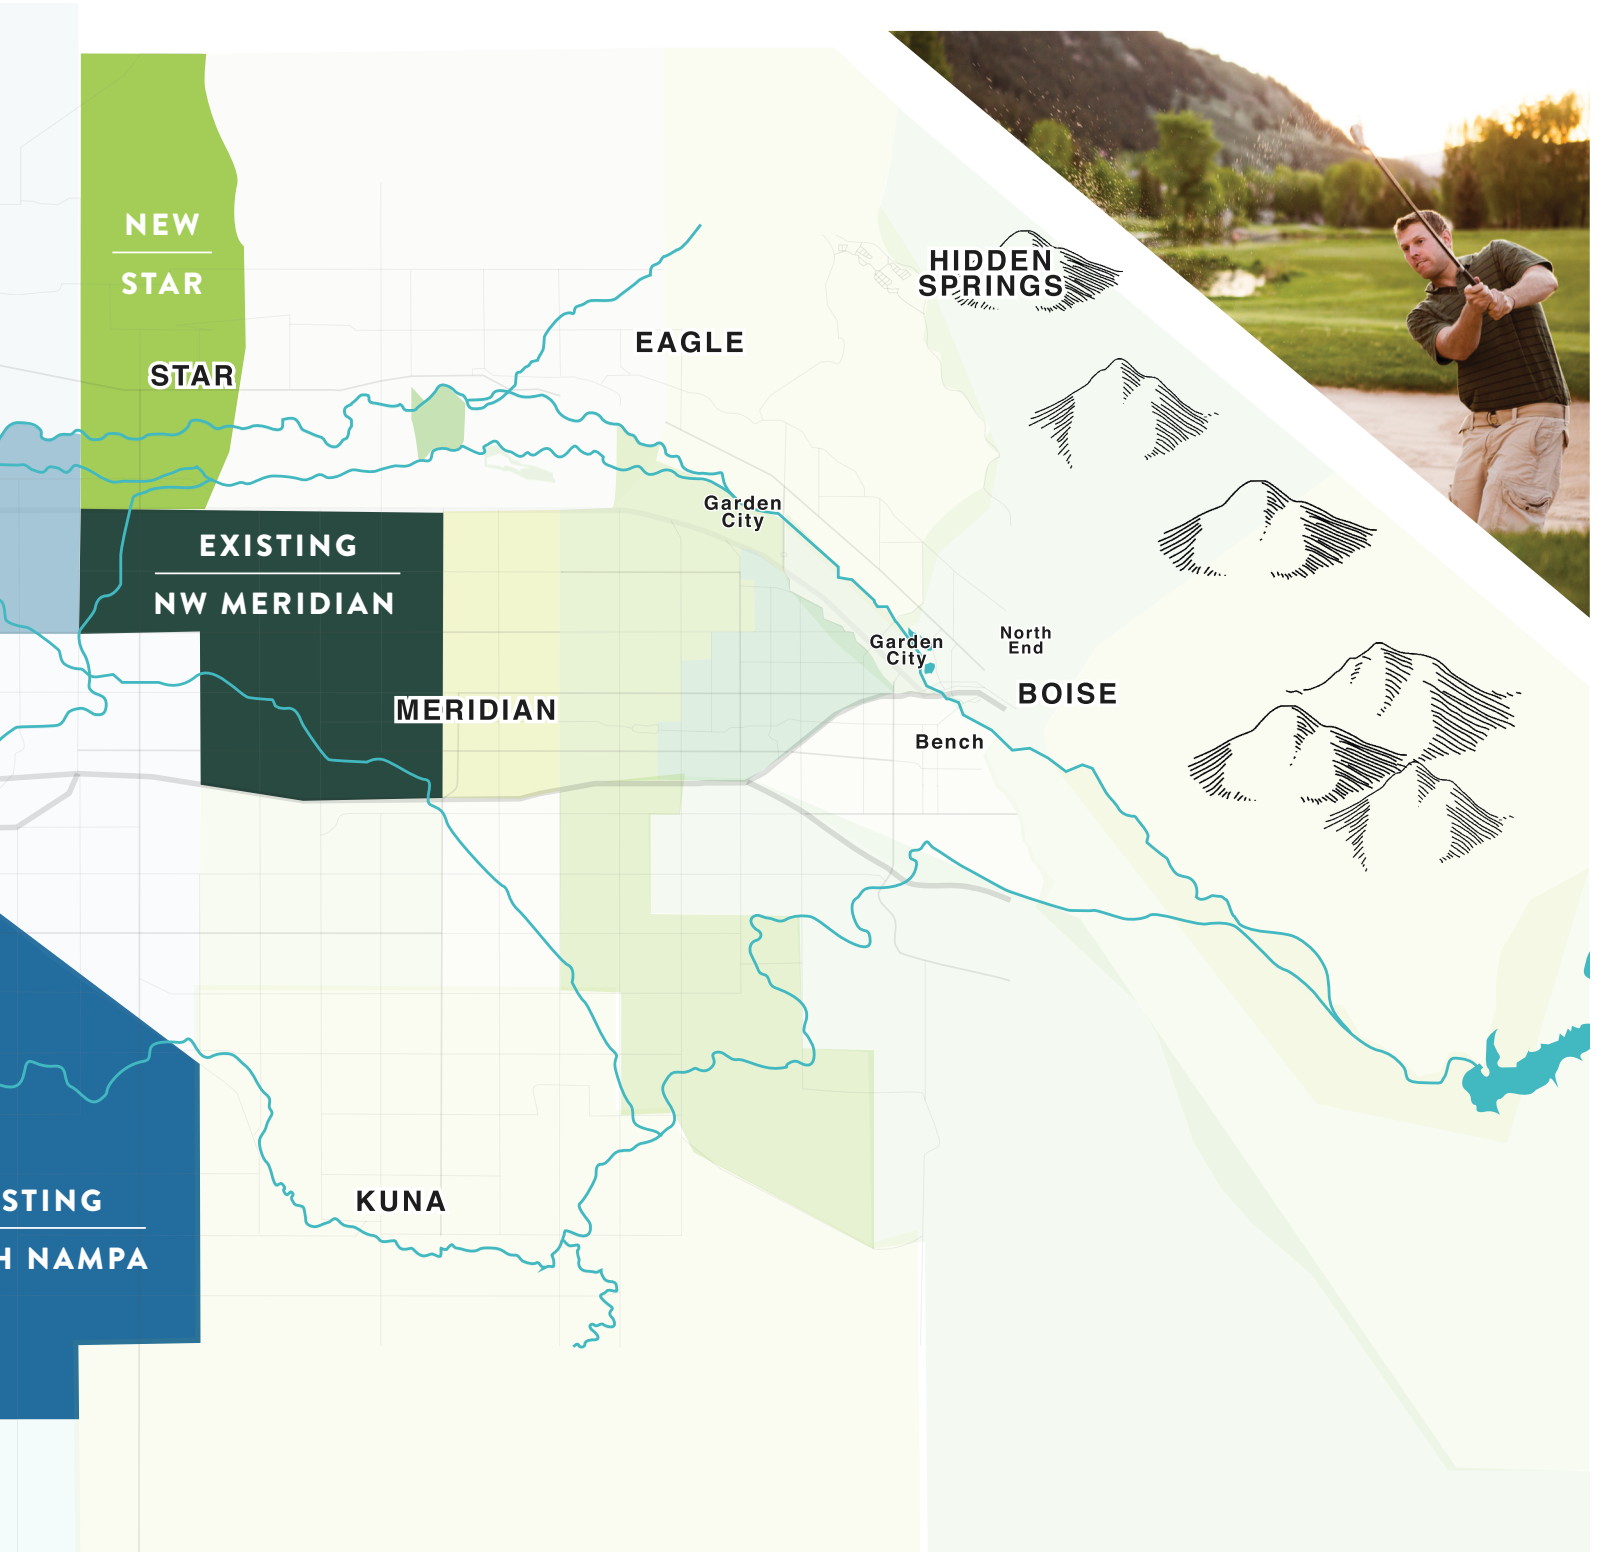 NEW
STAR
HIDDEN
SPRINGS
EAGLE
STAR
Garden
City
EXISTING
NW MERIDIAN
North
End
Garden
City
BOISE
MERIDIAN
Bench
STING
H NAMPA
KUNA